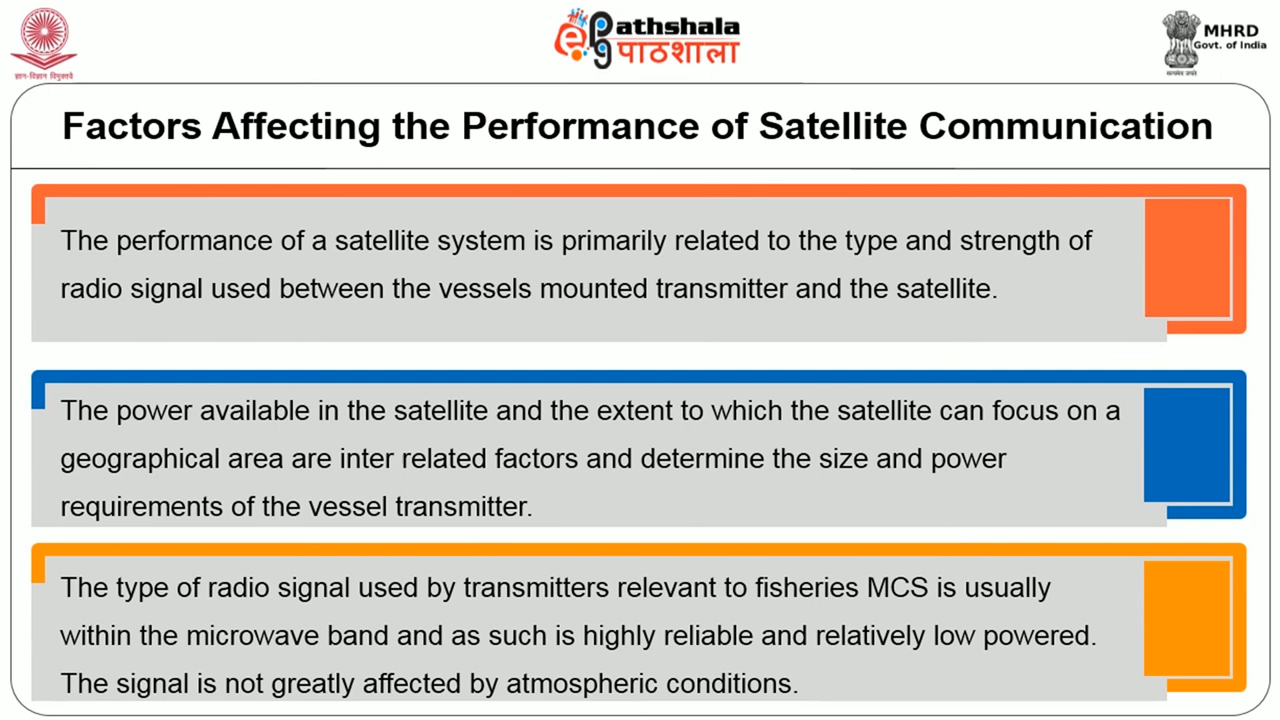 ज्ञान-विज्ञान विमुक्तये
ePathshala
पाठशाला
MHRD
Govt. of India
सत्यमेव जयते
Factors Affecting the Performance of Satellite Communication
The performance of a satellite system is primarily related to the type and strength of
radio signal used between the vessels mounted transmitter and the satellite.
The power available in the satellite and the extent to which the satellite can focus on a
geographical area are inter related factors and determine the size and power
requirements of the vessel transmitter.
The type of radio signal used by transmitters relevant to fisheries MCS is usually
within the microwave band and as such is highly reliable and relatively low powered.
The signal is not greatly affected by atmospheric conditions.